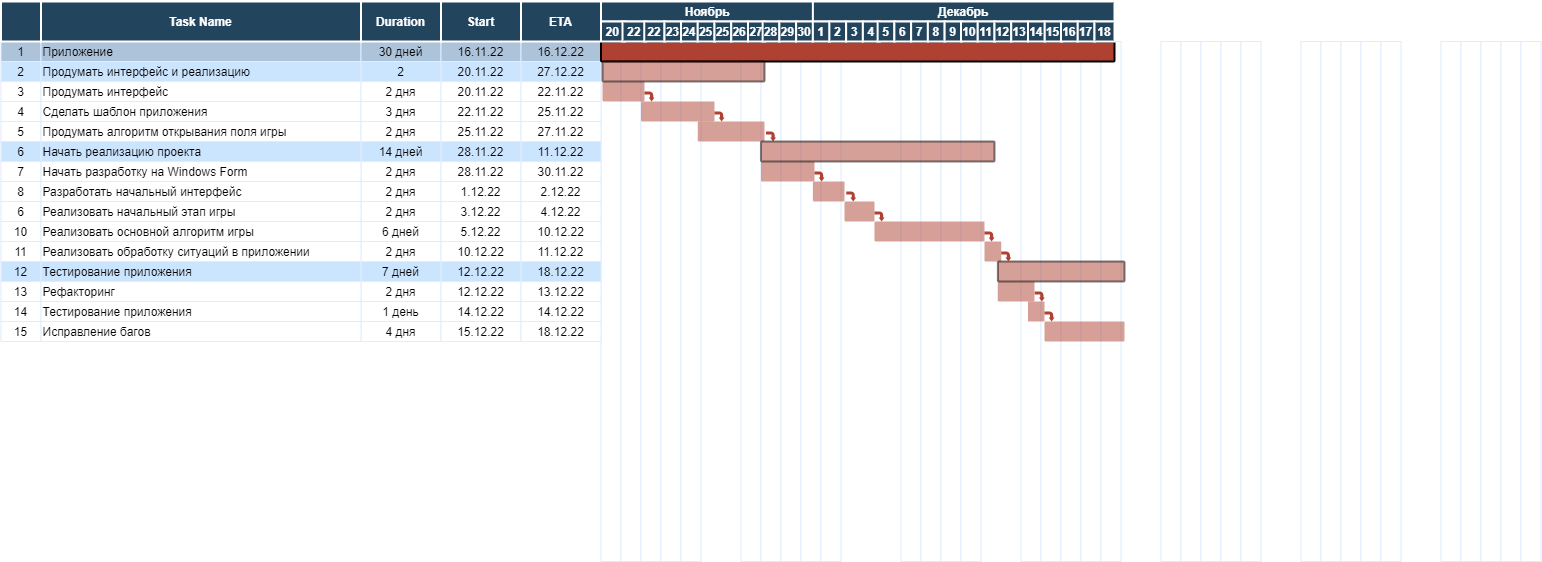 Task Name Duration Start ETA Ноябрь Декабрь
20 22 22 23 24 25 25 26 27 28 29 30 1 2 3 4 5 6 7 8 9 10 11 12 13 14 15 16 17 18
1 Приложение 30 дней 16.11.22 16.12.22
2 Продумать интерфейс и реализацию 2 20.11.22 27.12.22
3 Продумать интерфейс 2 дня 20.11.22 22.11.22
4 Сделать шаблон приложения 3 дня 22.11.22 25.11.22
5 Продумать алгоритм открывания поля игры 2 дня 25.11.22 27.11.22
6 Начать реализацию проекта 14 дней 28.11.22 11.12.22
7 Начать разработку на Windows Form 2 дня 28.11.22 30.11.22
8 Разработать начальный интерфейс 2 дня 1.12.22 2.12.22
6 Реализовать начальный этап игры 2 дня 3.12.22 4.12.22
10 Реализовать основной алгоритм игры 6 дней 5.12.22 10.12.22
11 Реализовать обработку ситуаций в приложении 2 дня 10.12.22 11.12.22
12 Тестирование приложения 7 дней 12.12.22 18.12.22
13 Рефакторинг 2 дня 12.12.22 13.12.22
14 Тестирование приложения 1 день 14.12.22 14.12.22
15 Исправление багов 4 дня 15.12.22 18.12.22